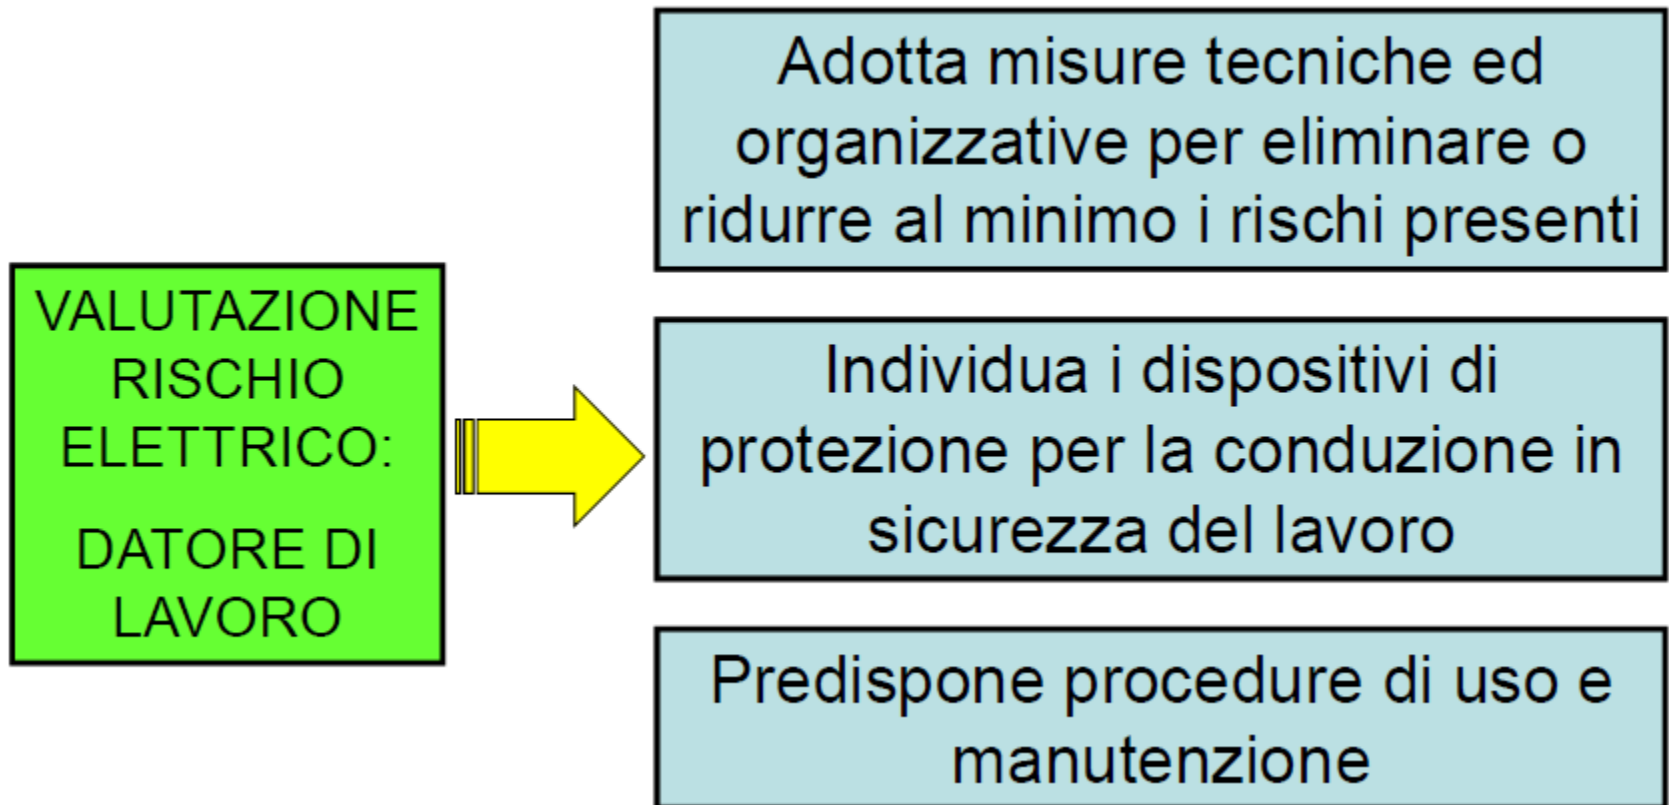 VALUTAZIONE
RISCHIO
ELETTRICO:
DATORE DI
LAVORO
Adotta misure tecniche ed
organizzative per eliminare o
ridurre al minimo i rischi presenti
Individua i dispositivi di
protezione per la conduzione in
sicurezza del lavoro
Predispone procedure di uso e
manutenzione